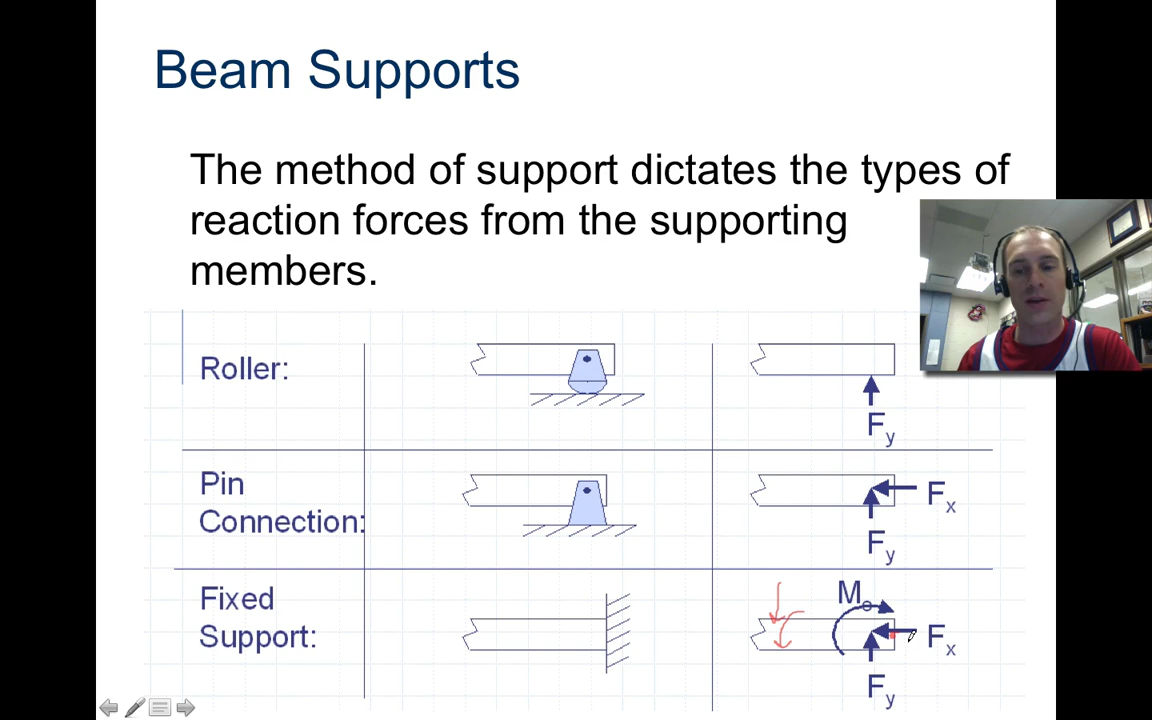 Beam Supports
The method of support dictates the types of
reaction forces from the supporting
members.
Roller:
Fy
Pin
Connection:
Fx
Fy
Fixed
Support:
Mo
Fx
Fy